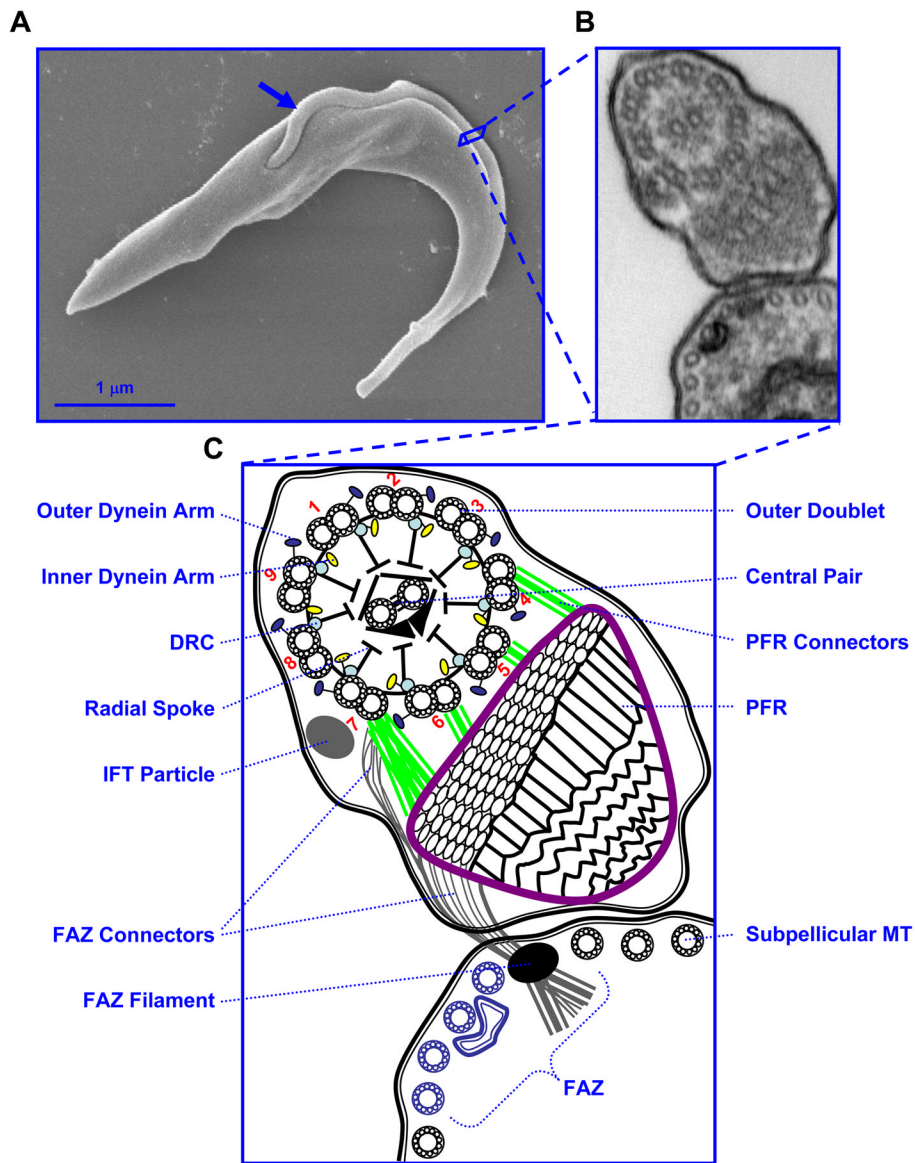 A
B
1 μm
C
1
2
3
4
5
6
7
8
9
Outer Dynein Arm
Inner Dynein Arm
DRC
Radial Spoke
IFT Particle
FAZ Connectors
FAZ Filament
Outer Doublet
Central Pair
PFR Connectors
PFR
Subpellicular MT
FAZ